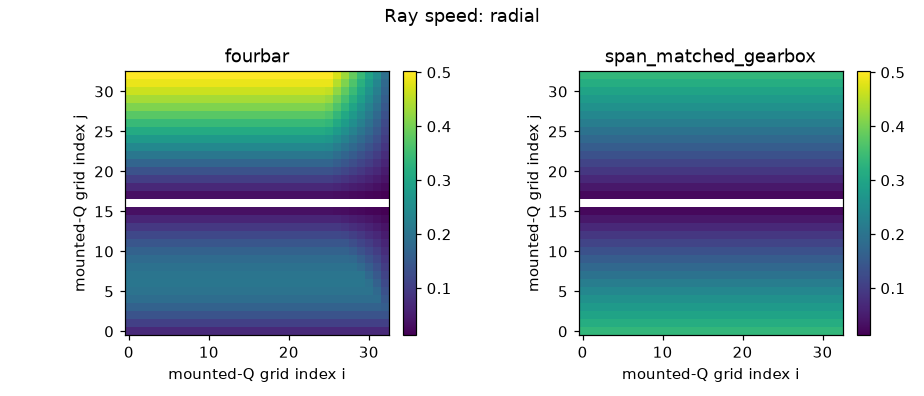 Ray speed: radial
fourbar
mounted-Q grid index j
30
25
20
15
10
5
0
0 10 20 30
mounted-Q grid index i
0.5
0.4
0.3
0.2
0.1
span_matched_gearbox
mounted-Q grid index j
30
25
20
15
10
5
0
0 10 20 30
mounted-Q grid index i
0.5
0.4
0.3
0.2
0.1